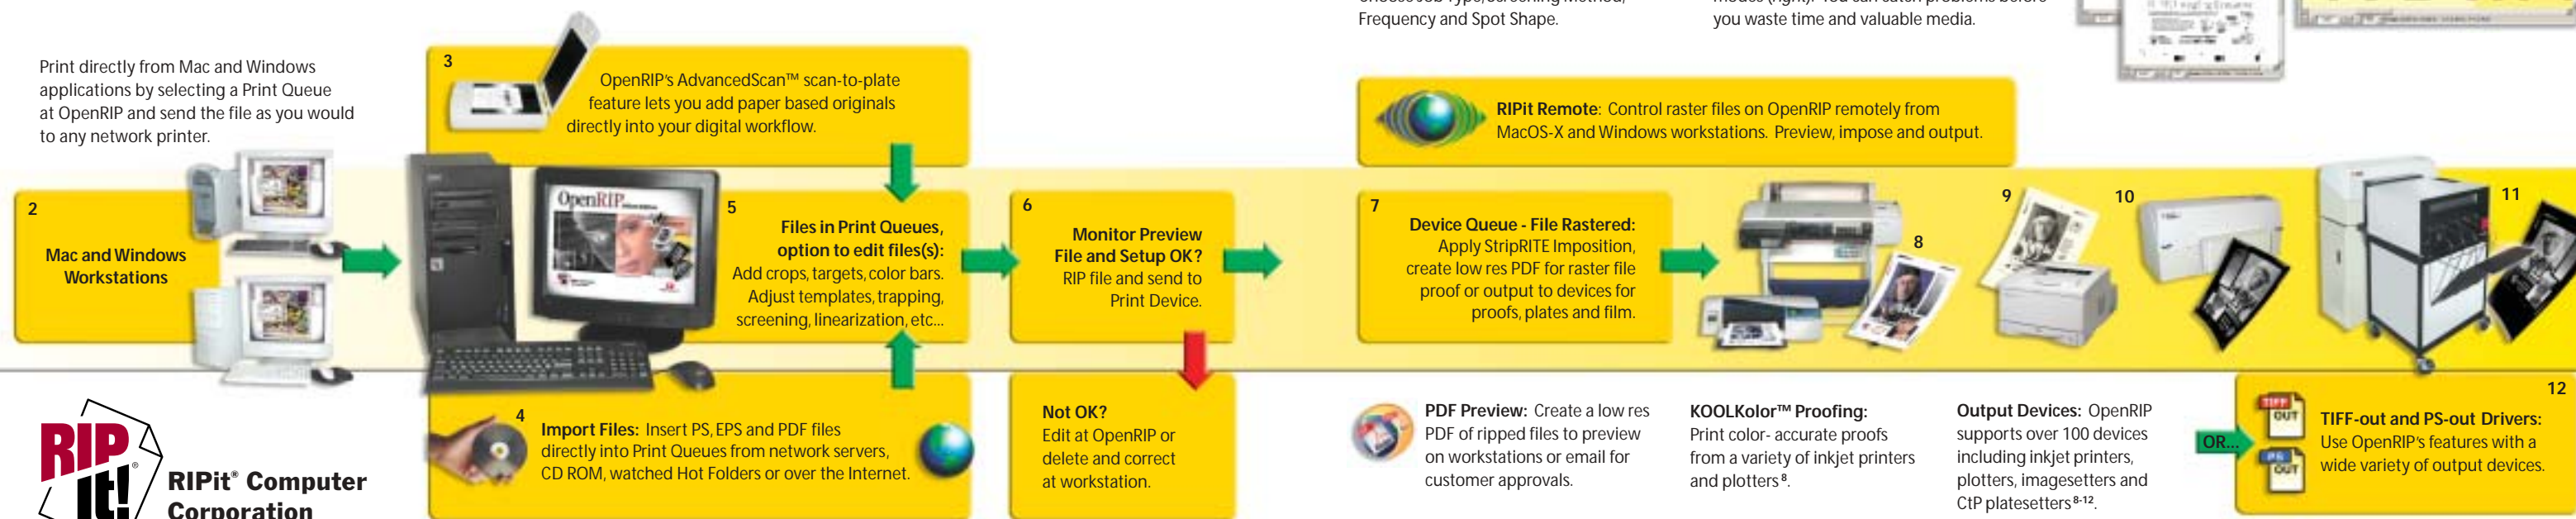 Frequency and Spot Shape.
you waste time and valuable media.
Print directly from Mac and Windows
applications by selecting a Print Queue
at OpenRIP and send the file as you would
to any network printer.
3
OpenRIP's AdvancedScan™ scan-to-plate
feature lets you add paper based originals
directly into your digital workflow.
RIPit Remote: Control raster files on OpenRIP remotely from
MacOS-X and Windows workstations. Preview, impose and output.
2
Mac and Windows
Workstations
OpenRIP
5
Files in Print Queues,
option to edit files(s):
Add crops, targets, color bars.
Adjust templates, trapping,
screening, linearization, etc...
6
Monitor Preview
File and Setup OK?
RIP file and send to
Print Device.
7
Device Queue - File Rastered:
Apply StripRITE Imposition,
create low res PDF for raster file
proof or output to devices for
proofs, plates and film.
8
9
10
11
4
Import Files: Insert PS, EPS and PDF files
directly into Print Queues from network servers,
CD ROM, watched Hot Folders or over the Internet.
Not OK?
Edit at OpenRIP or
delete and correct
at workstation.
PDF Preview: Create a low res
PDF of ripped files to preview
on workstations or email for
customer approvals.
KOOLKolor™ Proofing:
Print color- accurate proofs
from a variety of inkjet printers
and plotters 8.
Output Devices: OpenRIP
supports over 100 devices
including inkjet printers,
plotters, imagesetters and
CtP platesetters 8-12.
OR...
12
TIFF
OUT
PS
OUT
TIFF-out and PS-out Drivers:
Use OpenRIP's features with a
wide variety of output devices.
RIP
it!®
RIPit® Computer
Corporation